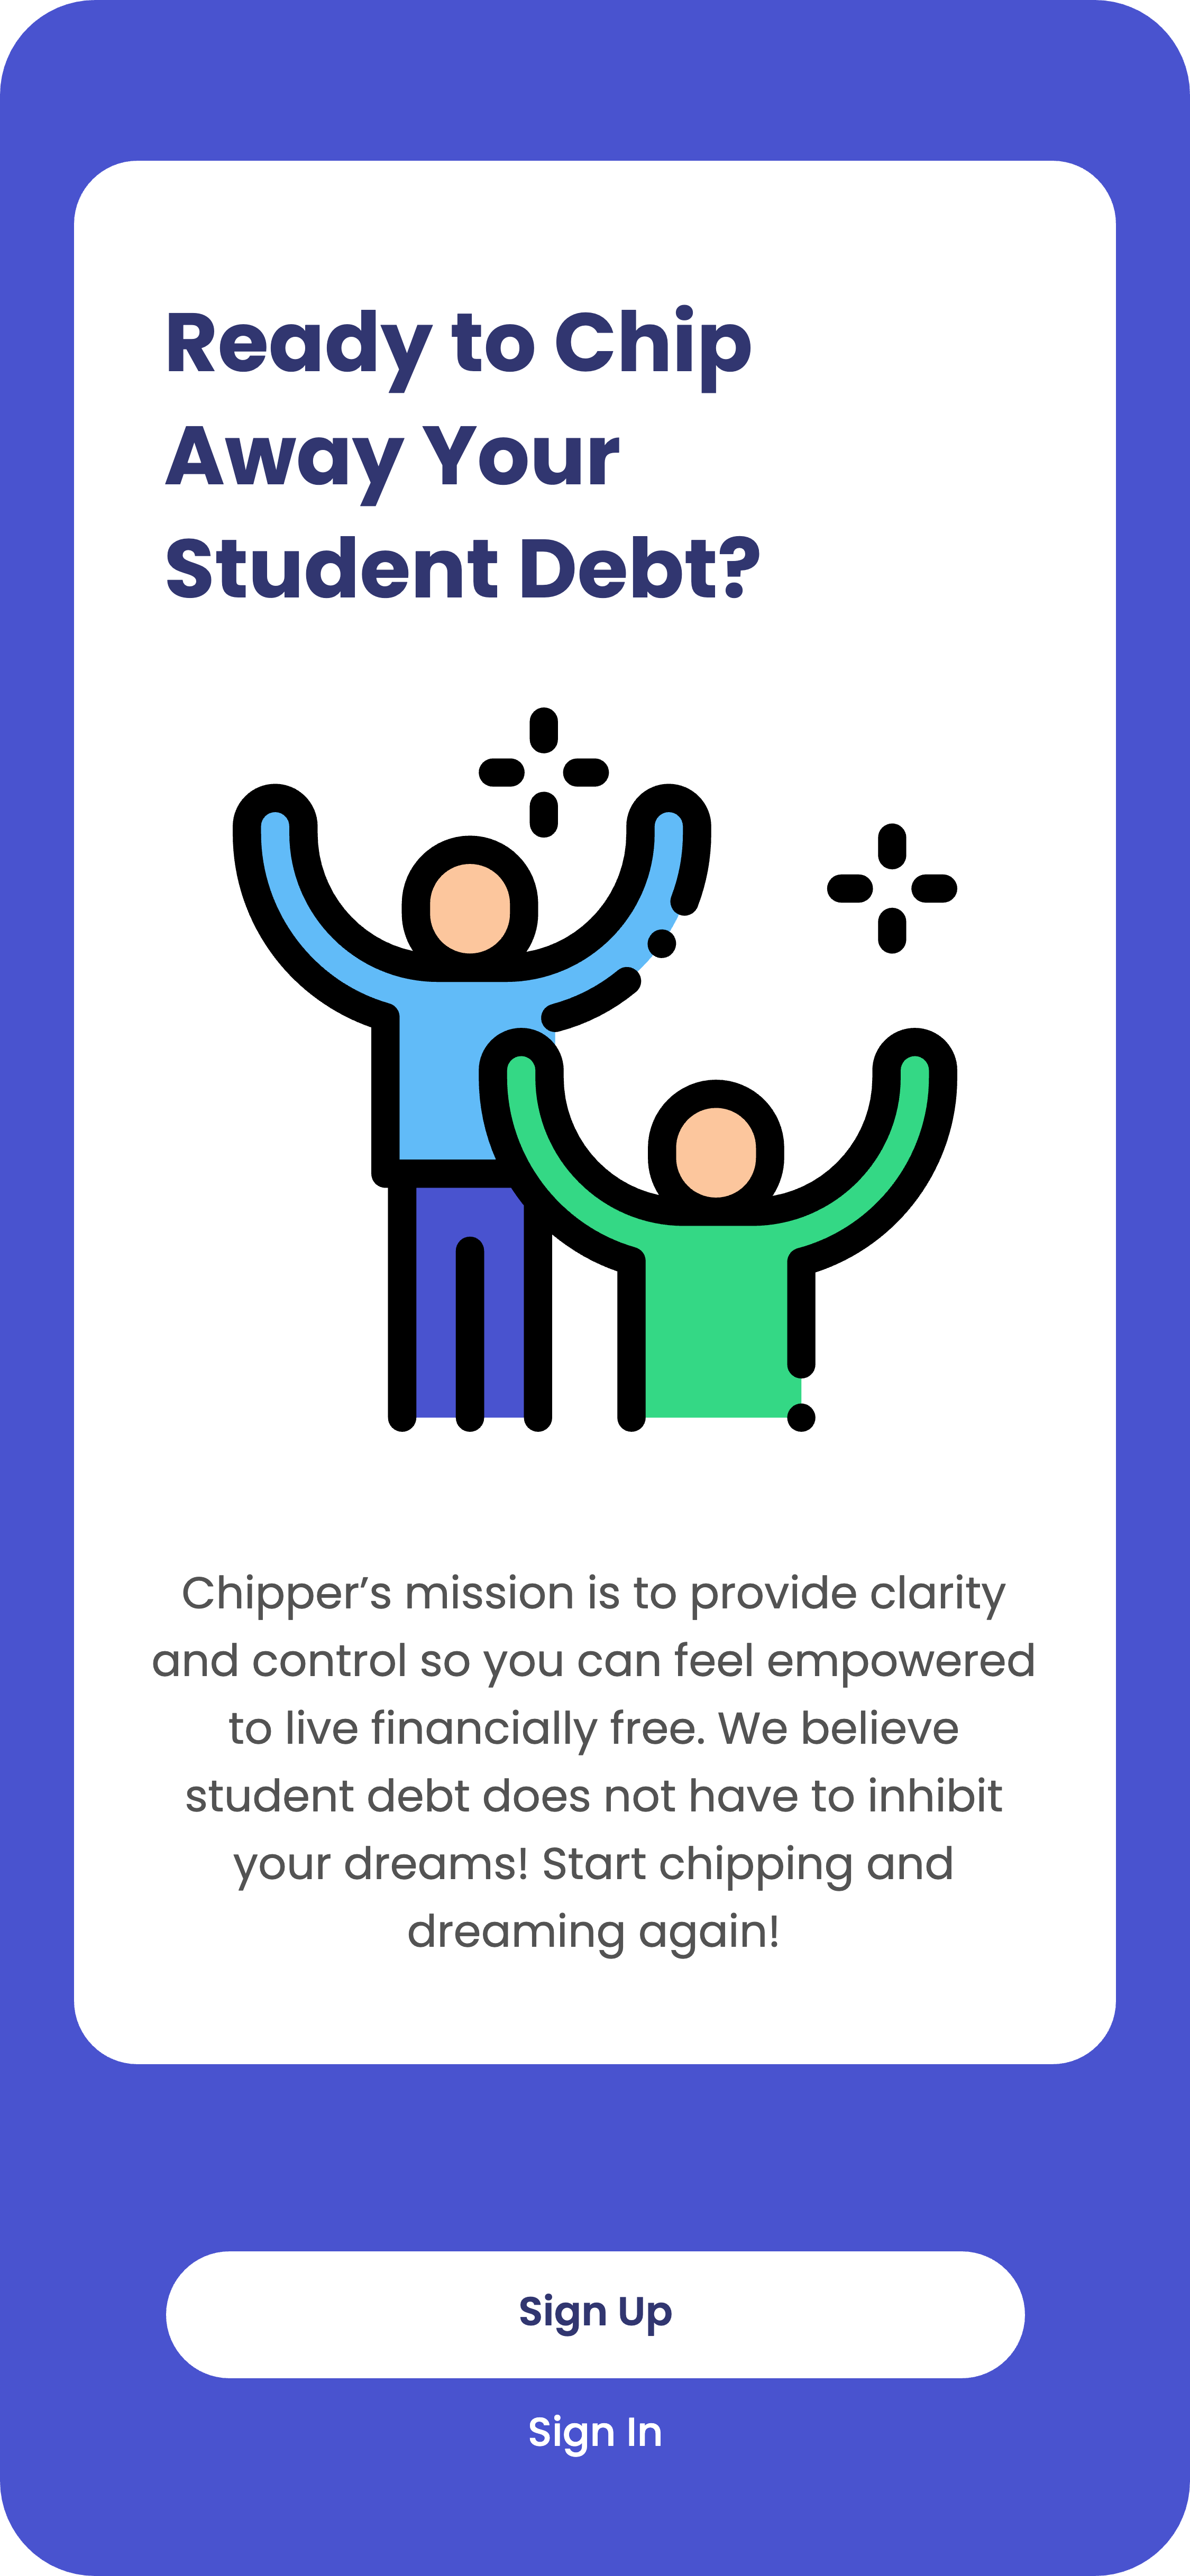 Ready to Chip
Away Your
Student Debt?
Chipper’s mission is to provide clarity
and control so you can feel empowered
to live financially free. We believe
student debt does not have to inhibit
your dreams! Start chipping and
dreaming again!
Sign Up
Sign In